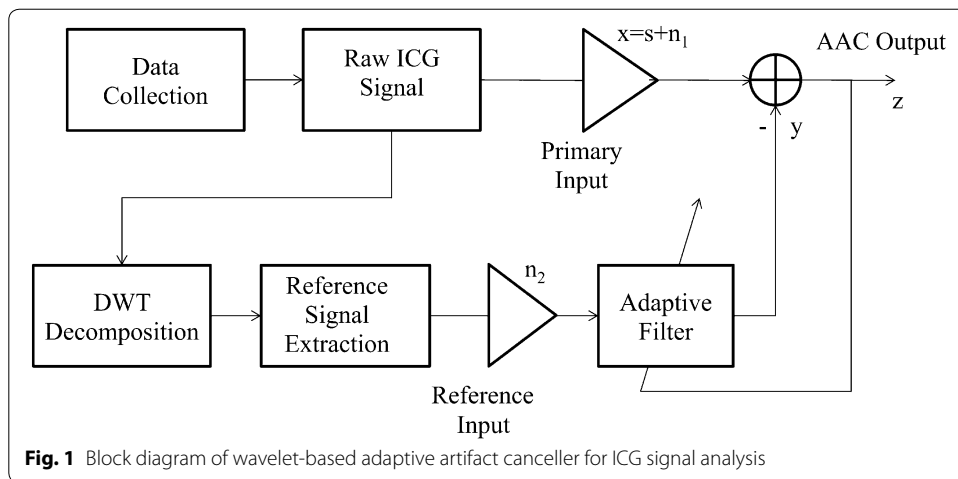 Data
Collection
Raw ICG
Signal
x=s+n₁
Primary
Input
AAC Output
z
- y
DWT
Decomposition
Reference
Signal
Extraction
n₂
Reference
Input
Adaptive
Filter
Fig. 1 Block diagram of wavelet-based adaptive artifact canceller for ICG signal analysis